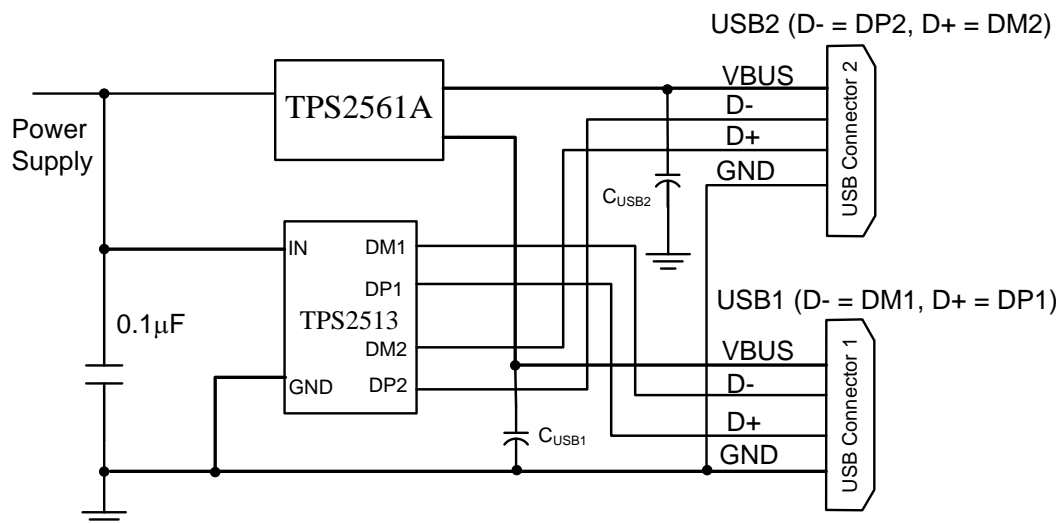 USB2 (D- = DP2, D+ = DM2)
TPS2561A
VBUS
D-
D+
GND
USB Connector 2
Power
Supply
CUSB2
IN
DM1
DP1
TPS2513
DM2
DP2
GND
0.1μF
USB1 (D- = DM1, D+ = DP1)
VBUS
D-
D+
GND
USB Connector 1
CUSB1